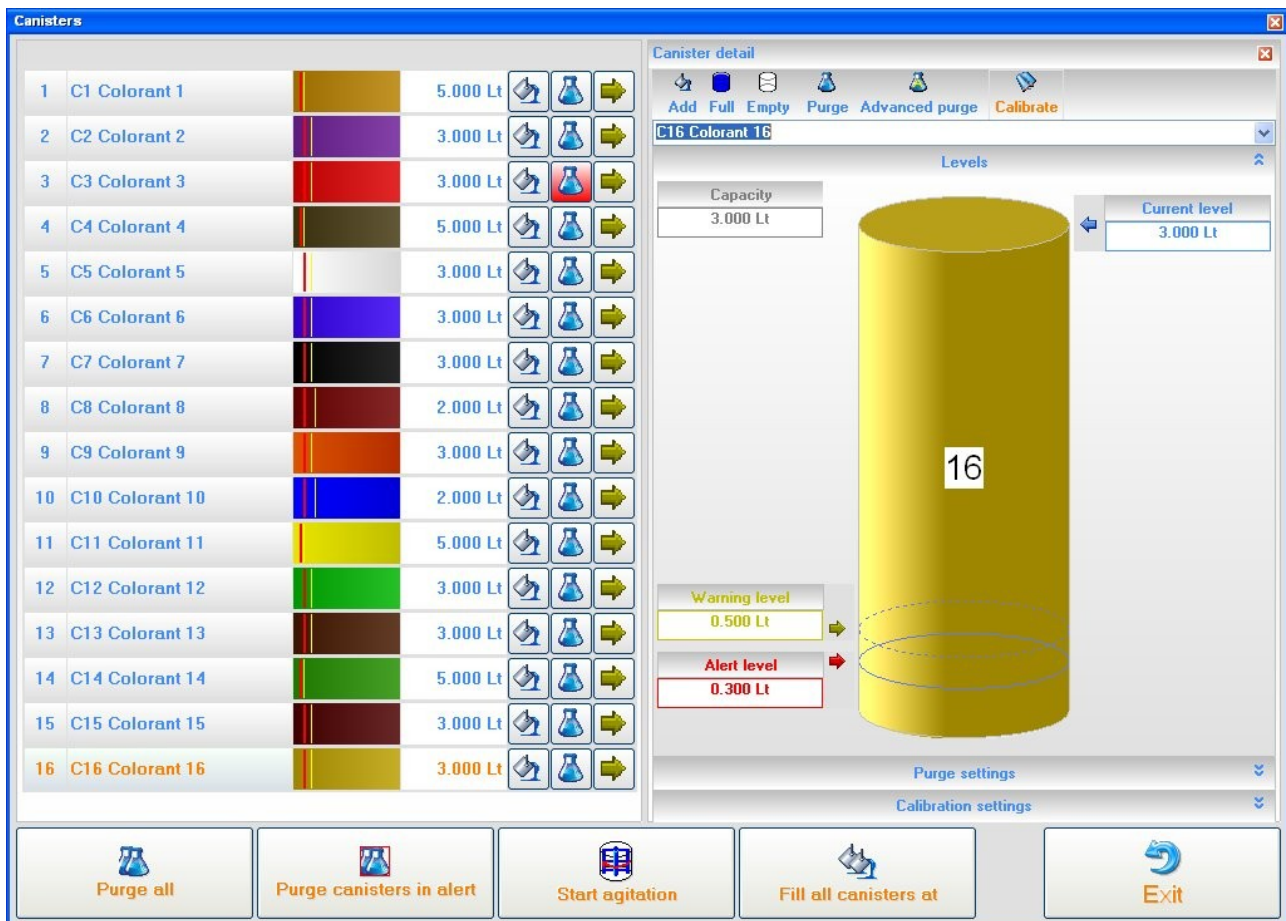 Canisters
1 C1 Colorant 1 5.000 Lt
2 C2 Colorant 2 3.000 Lt
3 C3 Colorant 3 3.000 Lt
4 C4 Colorant 4 5.000 Lt
5 C5 Colorant 5 3.000 Lt
6 C6 Colorant 6 3.000 Lt
7 C7 Colorant 7 3.000 Lt
8 C8 Colorant 8 2.000 Lt
9 C9 Colorant 9 3.000 Lt
10 C10 Colorant 10 2.000 Lt
11 C11 Colorant 11 5.000 Lt
12 C12 Colorant 12 3.000 Lt
13 C13 Colorant 13 3.000 Lt
14 C14 Colorant 14 5.000 Lt
15 C15 Colorant 15 3.000 Lt
16 C16 Colorant 16 3.000 Lt
Canister detail
Add Full Empty Purge Advanced purge Calibrate
C16 Colorant 16
Levels
Capacity
3.000 Lt
Current level
3.000 Lt
16
Warning level
0.500 Lt
Alert level
0.300 Lt
Purge settings
Calibration settings
Purge all
Purge canisters in alert
Start agitation
Fill all canisters at
Exit